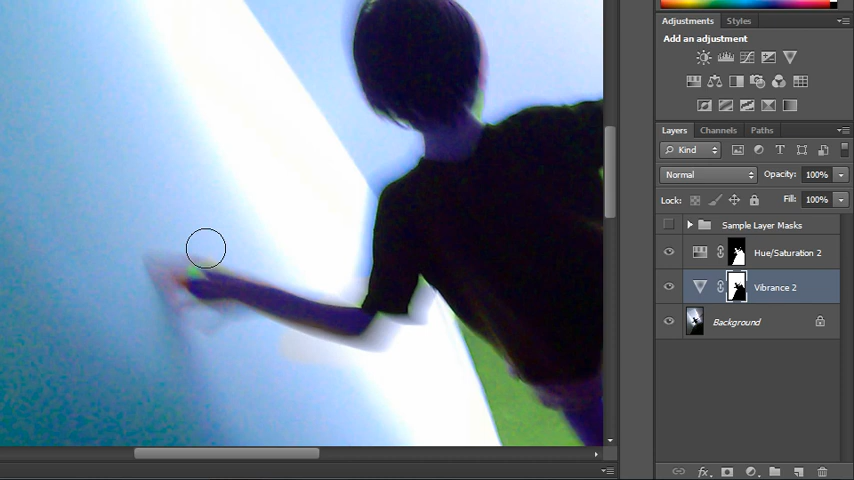 Adjustments Styles
Add an adjustment
Layers Channels Paths
Kind
Normal Opacity: 100%
Lock: Fill: 100%
Sample Layer Masks
Hue/Saturation 2
Vibrance 2
Background